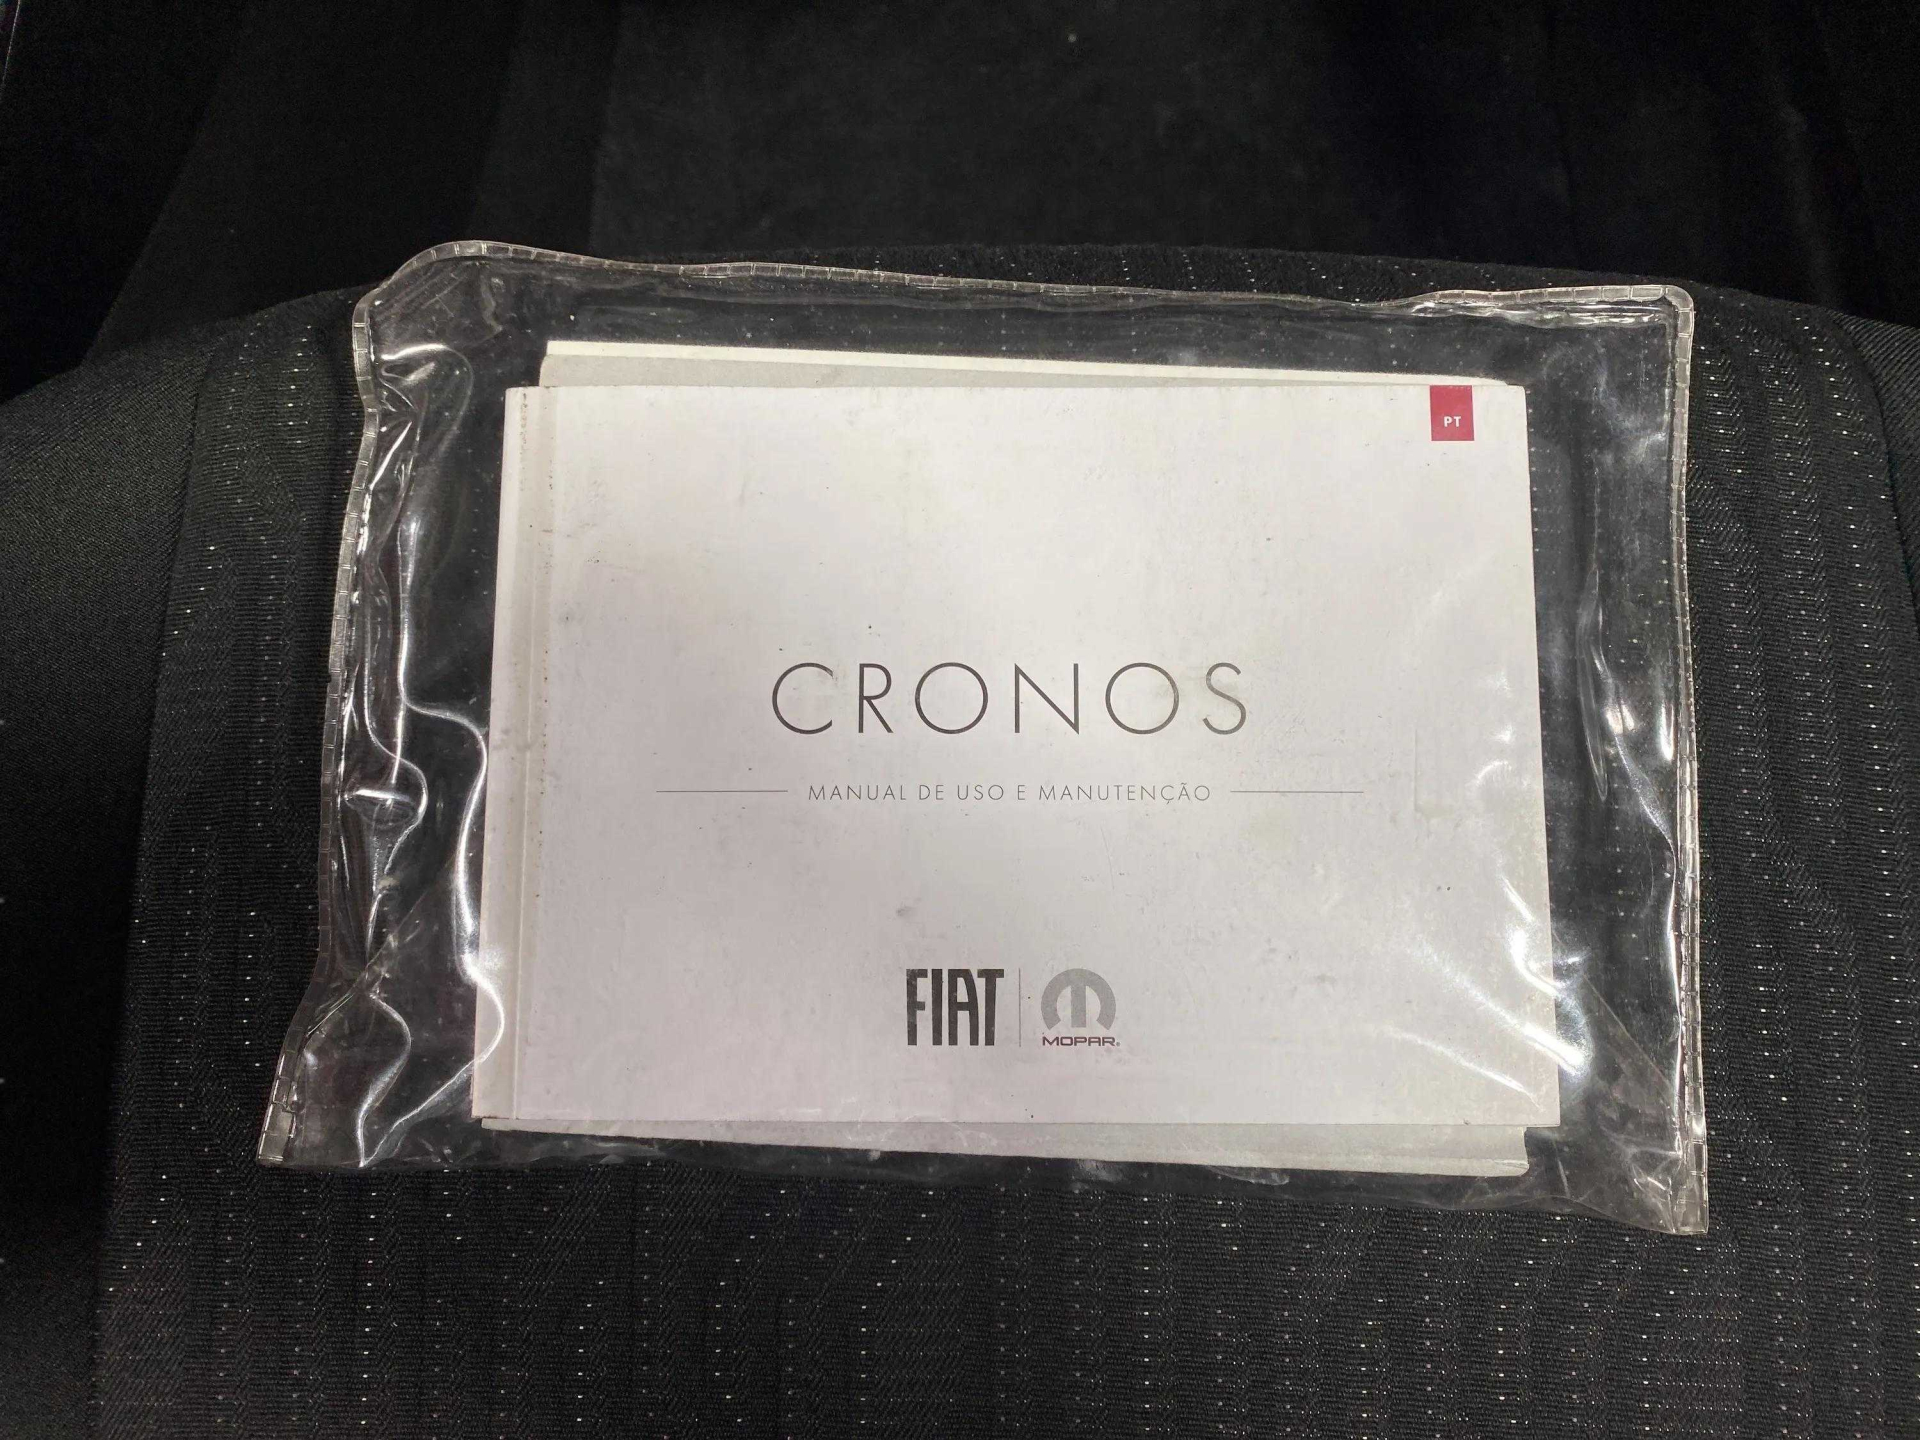 PT
CRONOS
MANUAL DE USO E MANUTENÇÃO
FIAT
MOPAR®